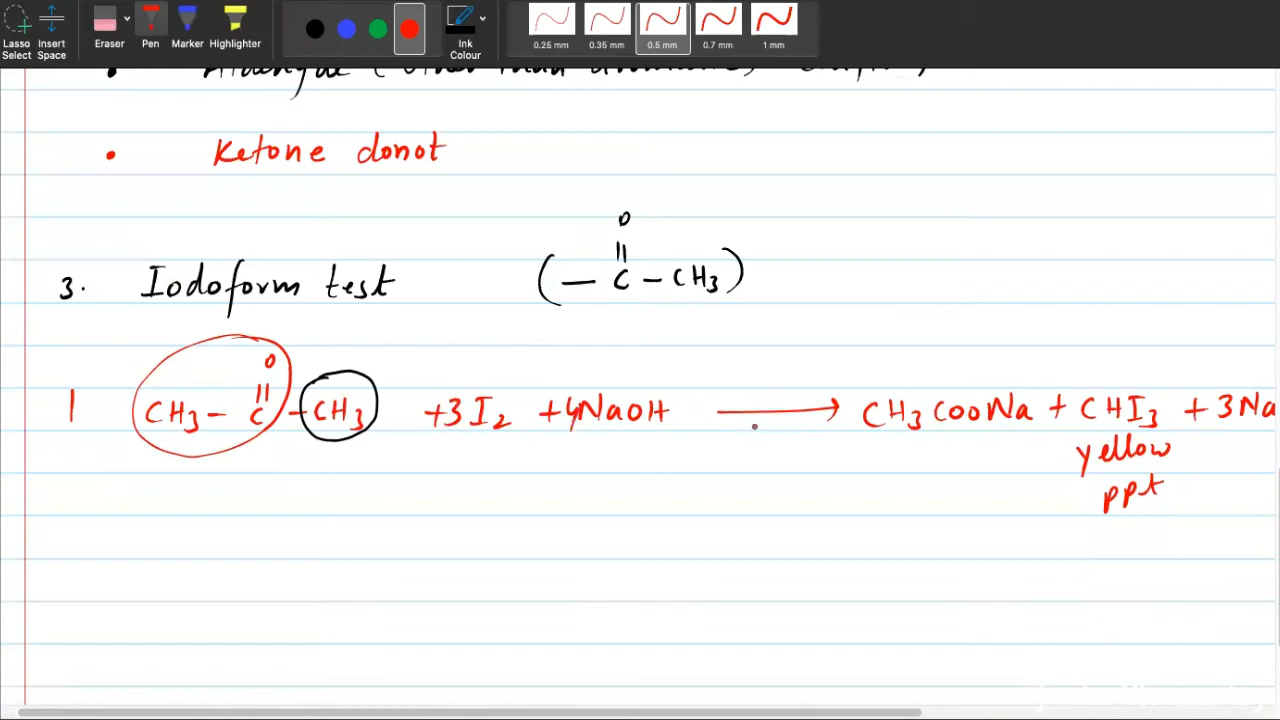 Lasso Select
Insert Space
Eraser
Pen
Marker
Highlighter
Ink Colour
0.25 mm
0.35 mm
0.5 mm
0.7 mm
1 mm
• Ketone donot
3. Iodoform test (— C — CH3)
O
||
1 CH3 – C – CH3 +3I2 +4NaOH ⟶ CH3COONa + CHI3 + 3Na
O
||
yellow
ppt